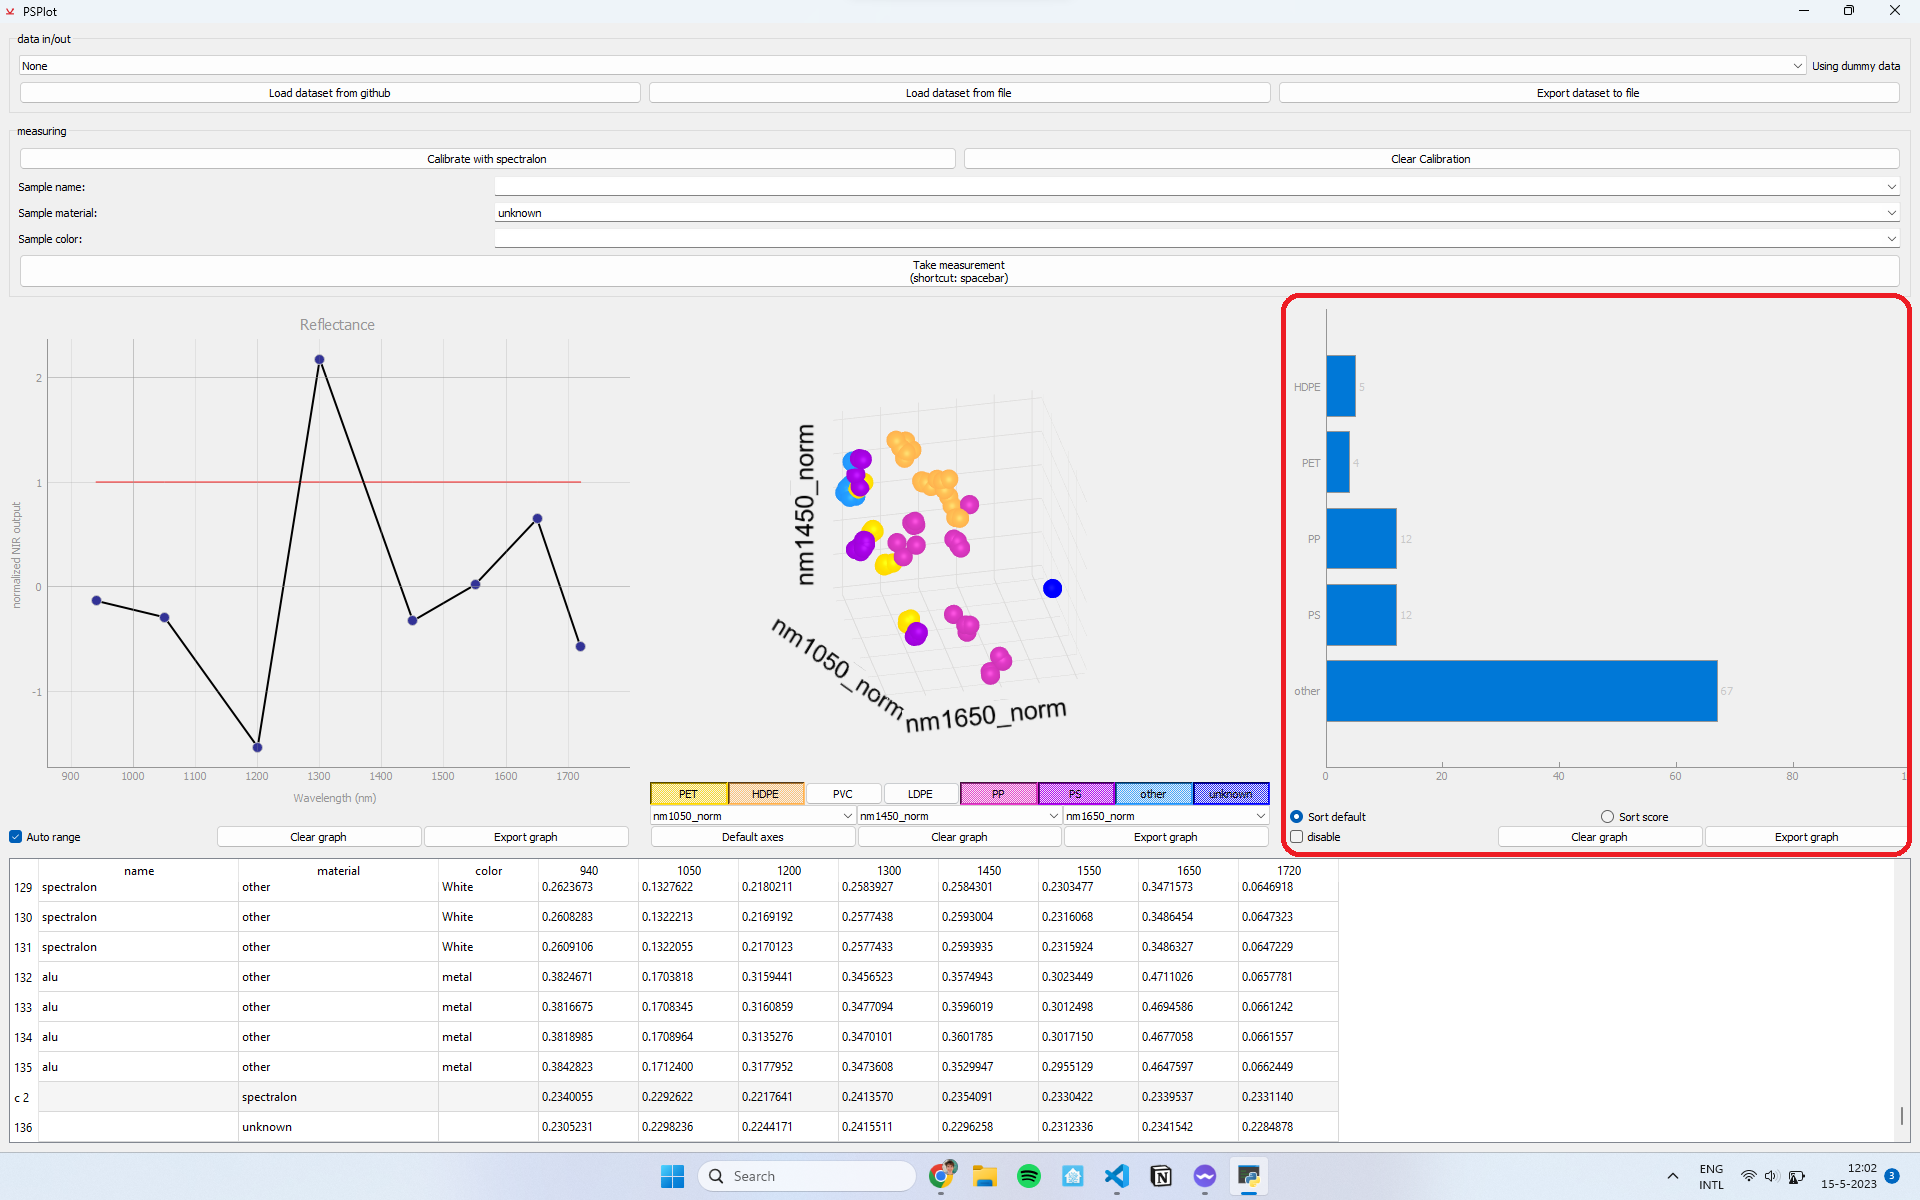 PSPlot
data in/out
None
Using dummy data
Load dataset from github
Load dataset from file
Export dataset to file
measuring
Calibrate with spectralon
Clear Calibration
Sample name:
Sample material:
unknown
Sample color:
Take measurement
(shortcut: spacebar)
Reflectance
normalized NIR output
2
1
0
-1
900 1000 1100 1200 1300 1400 1500 1600 1700
Wavelength (nm)
Auto range
Clear graph
Export graph
nm1450_norm
nm1050_norm
nm1650_norm
PET HDPE PVC LDPE PP PS other unknown
nm1050_norm nm1450_norm nm1650_norm
Default axes
Clear graph
Export graph
HDPE 5
PET 4
PP 12
PS 12
other 67
0 20 40 60 80 1
Sort default
Sort score
disable
Clear graph
Export graph
name material color 940 1050 1200 1300 1450 1550 1650 1720
129 spectralon other White 0.2623673 0.1327622 0.2180211 0.2583927 0.2584301 0.2303477 0.3471573 0.0646918
130 spectralon other White 0.2608283 0.1322213 0.2169192 0.2577438 0.2593004 0.2316068 0.3486454 0.0647323
131 spectralon other White 0.2609106 0.1322055 0.2170123 0.2577433 0.2593935 0.2315924 0.3486327 0.0647229
132 alu other metal 0.3824671 0.1703818 0.3159441 0.3456523 0.3574943 0.3023449 0.4711026 0.0657781
133 alu other metal 0.3816675 0.1708345 0.3160859 0.3477094 0.3596019 0.3012498 0.4694586 0.0661242
134 alu other metal 0.3818985 0.1708964 0.3135276 0.3470101 0.3601785 0.3017150 0.4677058 0.0661557
135 alu other metal 0.3842823 0.1712400 0.3177952 0.3473608 0.3529947 0.2955129 0.4647597 0.0662449
c 2 spectralon 0.2340055 0.2292622 0.2217641 0.2413570 0.2354091 0.2330422 0.2339537 0.2331140
136 unknown 0.2305231 0.2298236 0.2244171 0.2415511 0.2296258 0.2312336 0.2341542 0.2284878
Search
ENG
INTL
12:02
15-5-2023
3